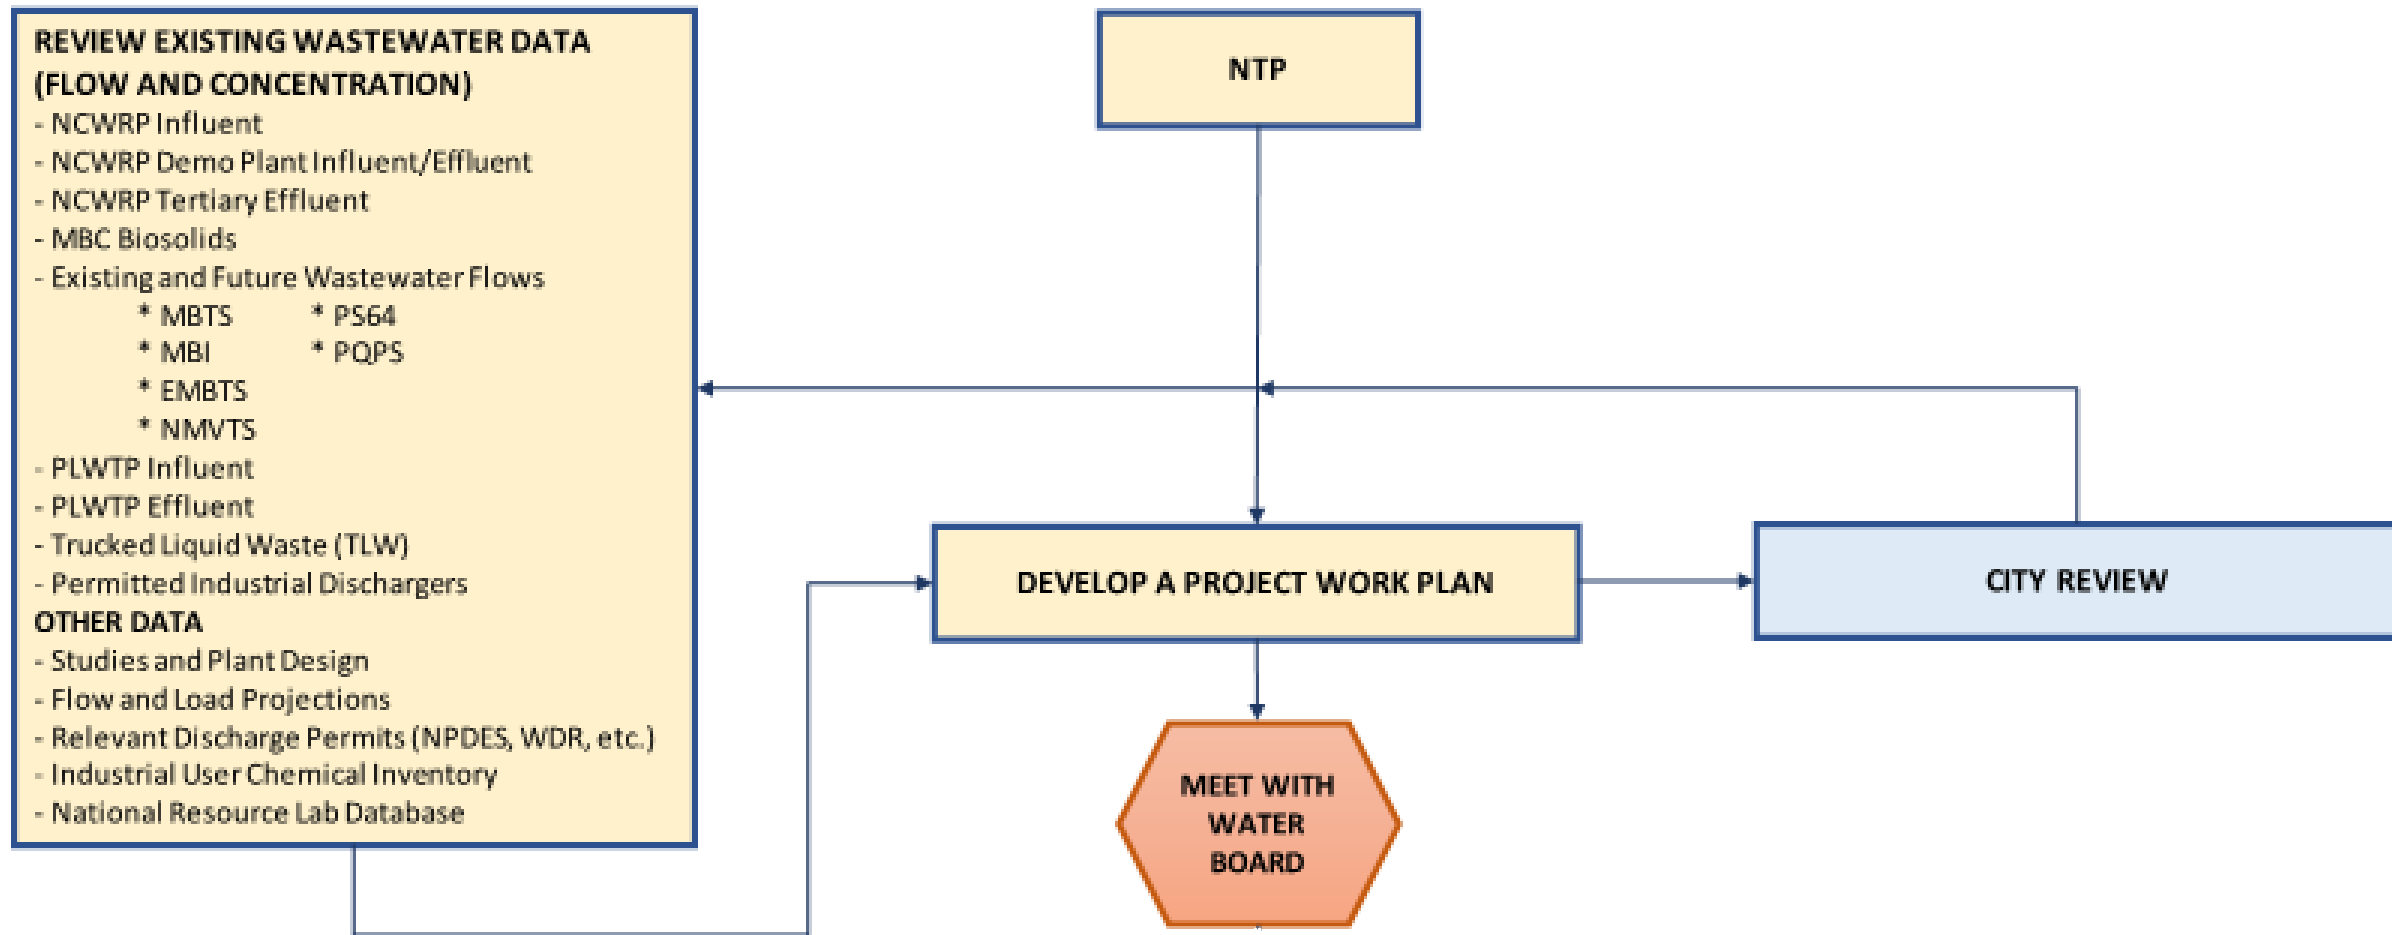 REVIEW EXISTING WASTEWATER DATA
(FLOW AND CONCENTRATION)
- NCWRP Influent
- NCWRP Demo Plant Influent/Effluent
- NCWRP Tertiary Effluent
- MBC Biosolids
- Existing and Future Wastewater Flows
* MBTS * PS64
* MBI * PQPS
* EMBTS
* NMVTS
- PLWTP Influent
- PLWTP Effluent
- Trucked Liquid Waste (TLW)
- Permitted Industrial Dischargers
OTHER DATA
- Studies and Plant Design
- Flow and Load Projections
- Relevant Discharge Permits (NPDES, WDR, etc.)
- Industrial User Chemical Inventory
- National Resource Lab Database
NTP
DEVELOP A PROJECT WORK PLAN
CITY REVIEW
MEET WITH
WATER
BOARD